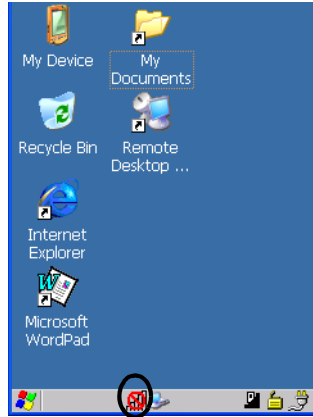 My Device
My
Documents
Recycle Bin
Remote
Desktop ...
Internet
Explorer
Microsoft
WordPad